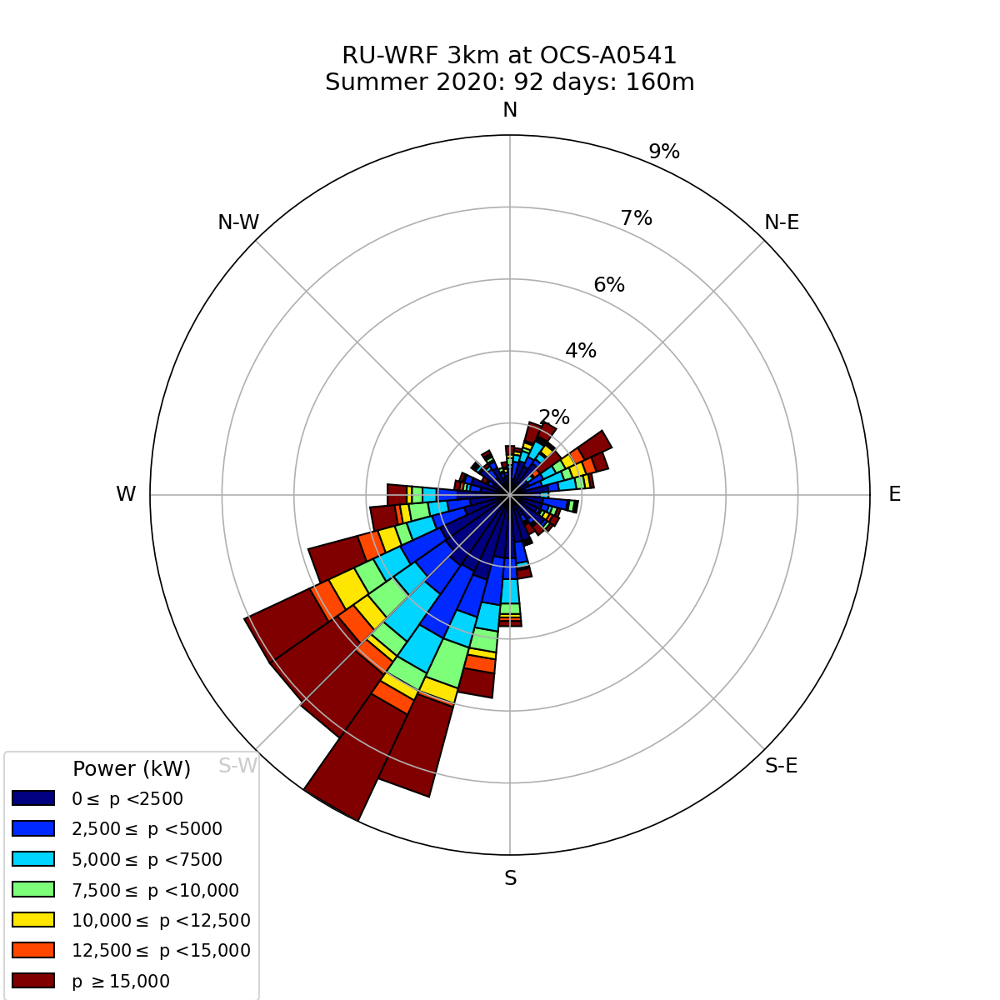 RU-WRF 3km at OCS-A0541
Summer 2020: 92 days: 160m
N
9%
7%
N-W
N-E
6%
4%
2%
W
E
S-W
S-E
S
Power (kW)
0≤ p <2500
2,500≤ p <5000
5,000≤ p <7500
7,500≤ p <10,000
10,000≤ p <12,500
12,500≤ p <15,000
p ≥15,000